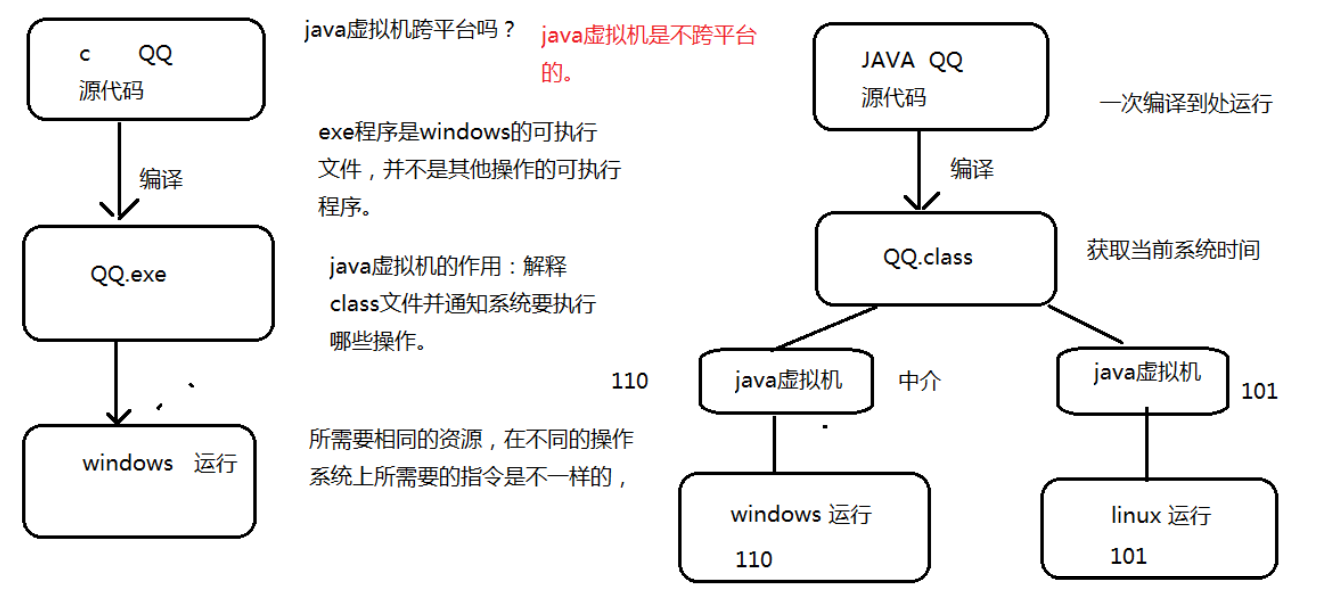 c QQ
源代码
编译
QQ.exe
windows 运行
java虚拟机跨平台吗？
java虚拟机是不跨平台
的。
exe程序是windows的可执行
文件，并不是其他操作的可执行
程序。
java虚拟机的作用：解释
class文件并通知系统要执行
哪些操作。
所需要相同的资源，在不同的操作
系统上所需要的指令是不一样的，
JAVA QQ
源代码
一次编译到处运行
编译
QQ.class
获取当前系统时间
110
java虚拟机
中介
java虚拟机
101
windows 运行
110
linux 运行
101